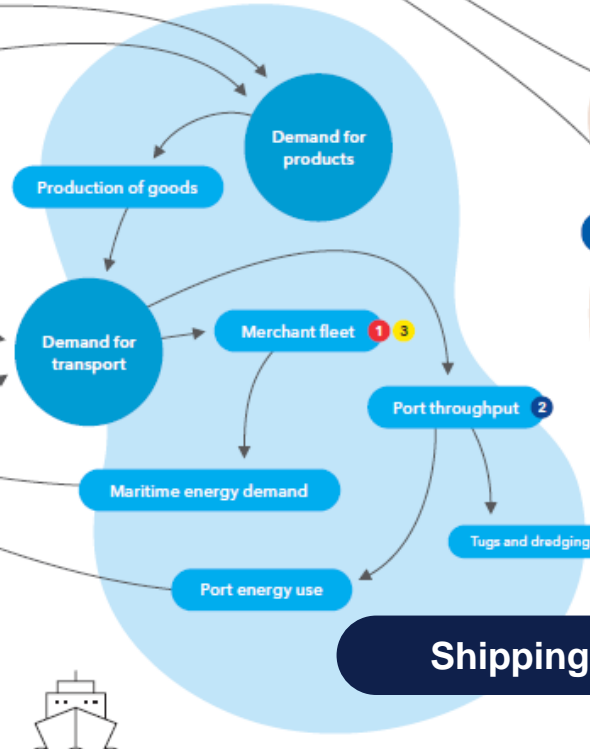 Demand for
products
Production of goods
Demand for
transport
Merchant fleet 1 3
Port throughput 2
Maritime energy demand
Tugs and dredging
Port energy use
Shipping